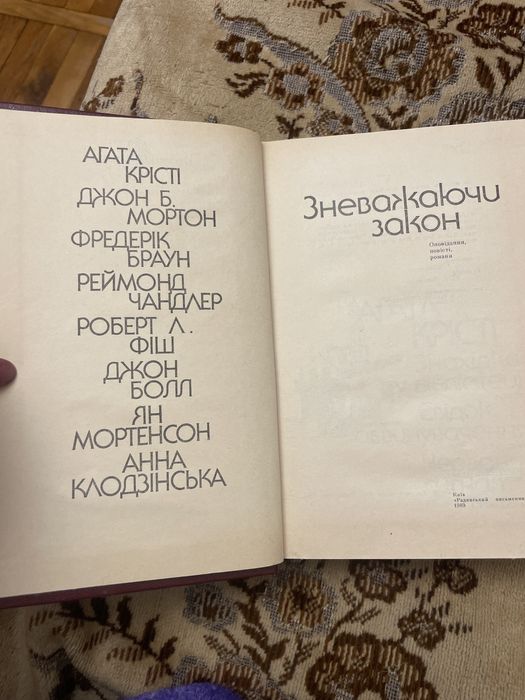 АГАТА
КРІСТІ
ДЖОН Б.
МОРТОН
ФРЕДЕРІК
БРАУН
РЕЙМОНД
ЧАНДЛЕР
РОБЕРТ Л.
ФІШ
ДЖОН
БОЛЛ
ЯН
МОРТЕНСОН
АННА
КЛОДЗІНСЬКА
Зневажаючи
закон
Оповідання,
повісті,
романи
Київ
«Радянський письменник
1989